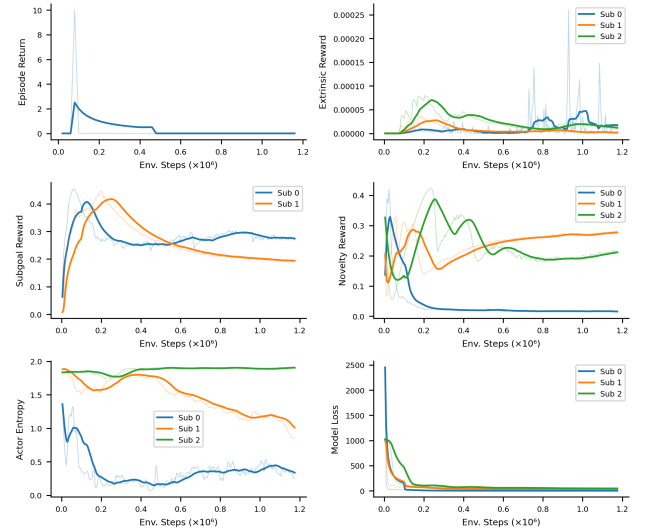 10
8
6
4
2
0
Episode Return
0.0 0.2 0.4 0.6 0.8 1.0 1.2
Env. Steps (×10⁶)
0.00025
0.00020
0.00015
0.00010
0.00005
0.00000
Extrinsic Reward
Sub 0
Sub 1
Sub 2
0.0 0.2 0.4 0.6 0.8 1.0 1.2
Env. Steps (×10⁶)
0.4
0.3
0.2
0.1
0.0
Subgoal Reward
Sub 0
Sub 1
0.0 0.2 0.4 0.6 0.8 1.0 1.2
Env. Steps (×10⁶)
0.4
0.3
0.2
0.1
0.0
Novelty Reward
Sub 0
Sub 1
Sub 2
0.0 0.2 0.4 0.6 0.8 1.0 1.2
Env. Steps (×10⁶)
2.0
1.5
1.0
0.5
0.0
Actor Entropy
Sub 0
Sub 1
Sub 2
0.0 0.2 0.4 0.6 0.8 1.0 1.2
Env. Steps (×10⁶)
2500
2000
1500
1000
500
0
Model Loss
Sub 0
Sub 1
Sub 2
0.0 0.2 0.4 0.6 0.8 1.0 1.2
Env. Steps (×10⁶)